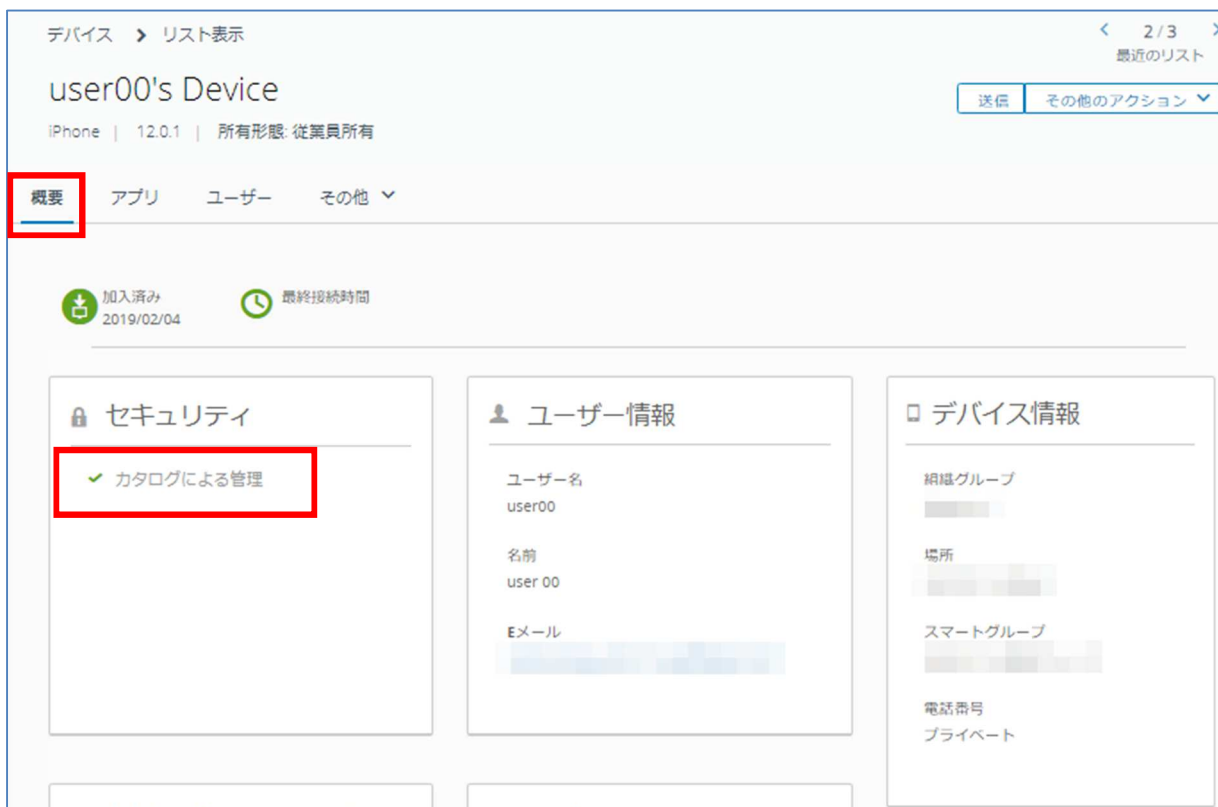 デバイス > リスト表示
< 2 / 3 >
最近のリスト
user00's Device
送信 その他のアクション
iPhone | 12.0.1 | 所有形態: 従業員所有
概要 アプリ ユーザー その他
加入済み
2019/02/04
最終接続時間
セキュリティ
カタログによる管理
ユーザー情報
ユーザー名
user00
名前
user 00
Eメール
デバイス情報
組織グループ
場所
スマートグループ
電話番号
プライベート